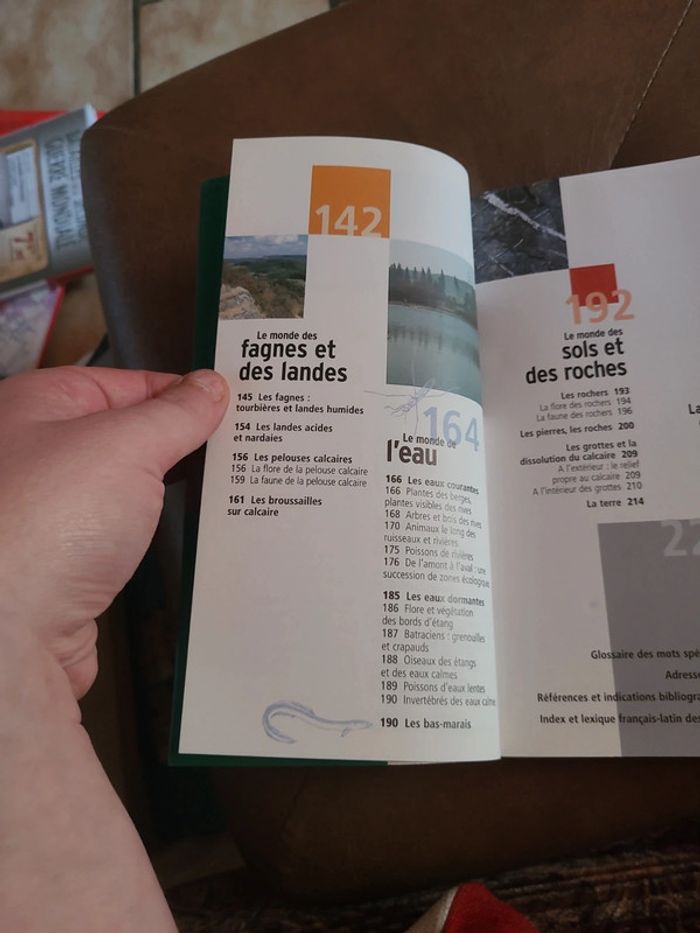 142
Le monde des
fagnes et
des landes
145 Les fagnes :
tourbières et landes humides
154 Les landes acides
et nardaies
156 Les pelouses calcaires
156 La flore de la pelouse calcaire
159 La faune de la pelouse calcaire
161 Les broussailles
sur calcaire
164
Le monde de
l'eau
166 Les eaux courantes
166 Plantes des berges,
plantes visibles des rives
168 Arbres et bois des rives
170 Animaux le long des
ruisseaux et rivières
175 Poissons de rivières
176 De l'amont à l'aval : une
succession de zones écologiques
185 Les eaux dormantes
186 Flore et végétation
des bords d'étang
187 Batraciens : grenouilles
et crapauds
188 Oiseaux des étangs
et des eaux calmes
189 Poissons d'eaux lentes
190 Invertébrés des eaux calmes
190 Les bas-marais
192
Le monde des
sols et
des roches
Les rochers 193
La flore des rochers 194
La faune des rochers 196
Les pierres, les roches 200
Les grottes et la
dissolution du calcaire 209
A l'extérieur : le relief
propre au calcaire 209
A l'intérieur des grottes 210
La terre 214
22
Glossaire des mots spé
Adresse
Références et indications bibliogra
Index et lexique français-latin des
La
GUERRE MONDIALE